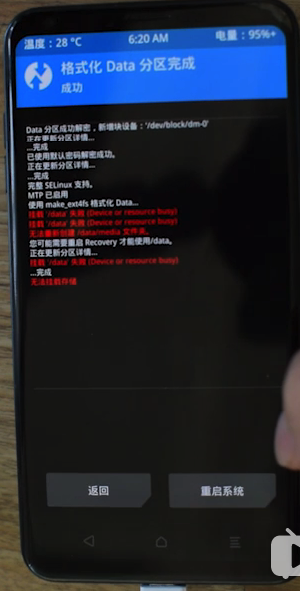 温度：28 °C 6:20 AM 电量：95%+
格式化 Data 分区完成
成功
Data 分区成功解密，新增块设备：'/dev/block/dm-0'
正在更新分区详情...
...完成
已使用默认密码解密成功。
正在更新分区详情...
...完成
完整 SELinux 支持。
MTP 已启用
使用 make_ext4fs 格式化 Data...
挂载 '/data' 失败 (Device or resource busy)
挂载 '/data' 失败 (Device or resource busy)
无法重新创建 /data/media 文件夹。
您可能需要重启 Recovery 才能使用/data。
正在更新分区详情...
挂载 '/data' 失败 (Device or resource busy)
...完成
无法挂载存储
返回 重启系统